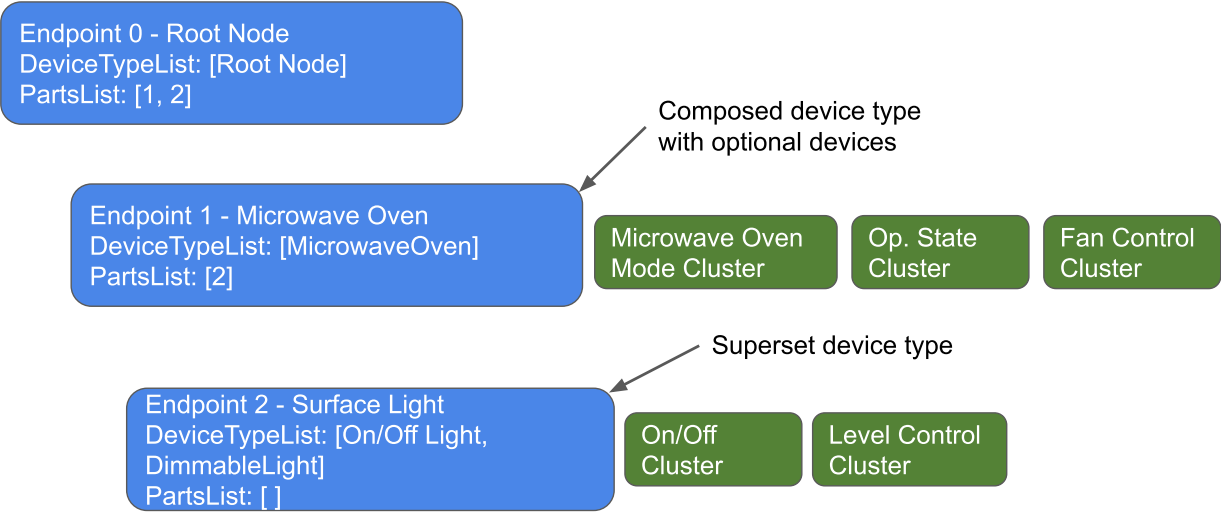 Endpoint 0 - Root Node
DeviceTypeList: [Root Node]
PartsList: [1, 2]
Composed device type
with optional devices
Endpoint 1 - Microwave Oven
DeviceTypeList: [MicrowaveOven]
PartsList: [2]
Microwave Oven
Mode Cluster
Op. State
Cluster
Fan Control
Cluster
Superset device type
Endpoint 2 - Surface Light
DeviceTypeList: [On/Off Light,
DimmableLight]
PartsList: [ ]
On/Off
Cluster
Level Control
Cluster